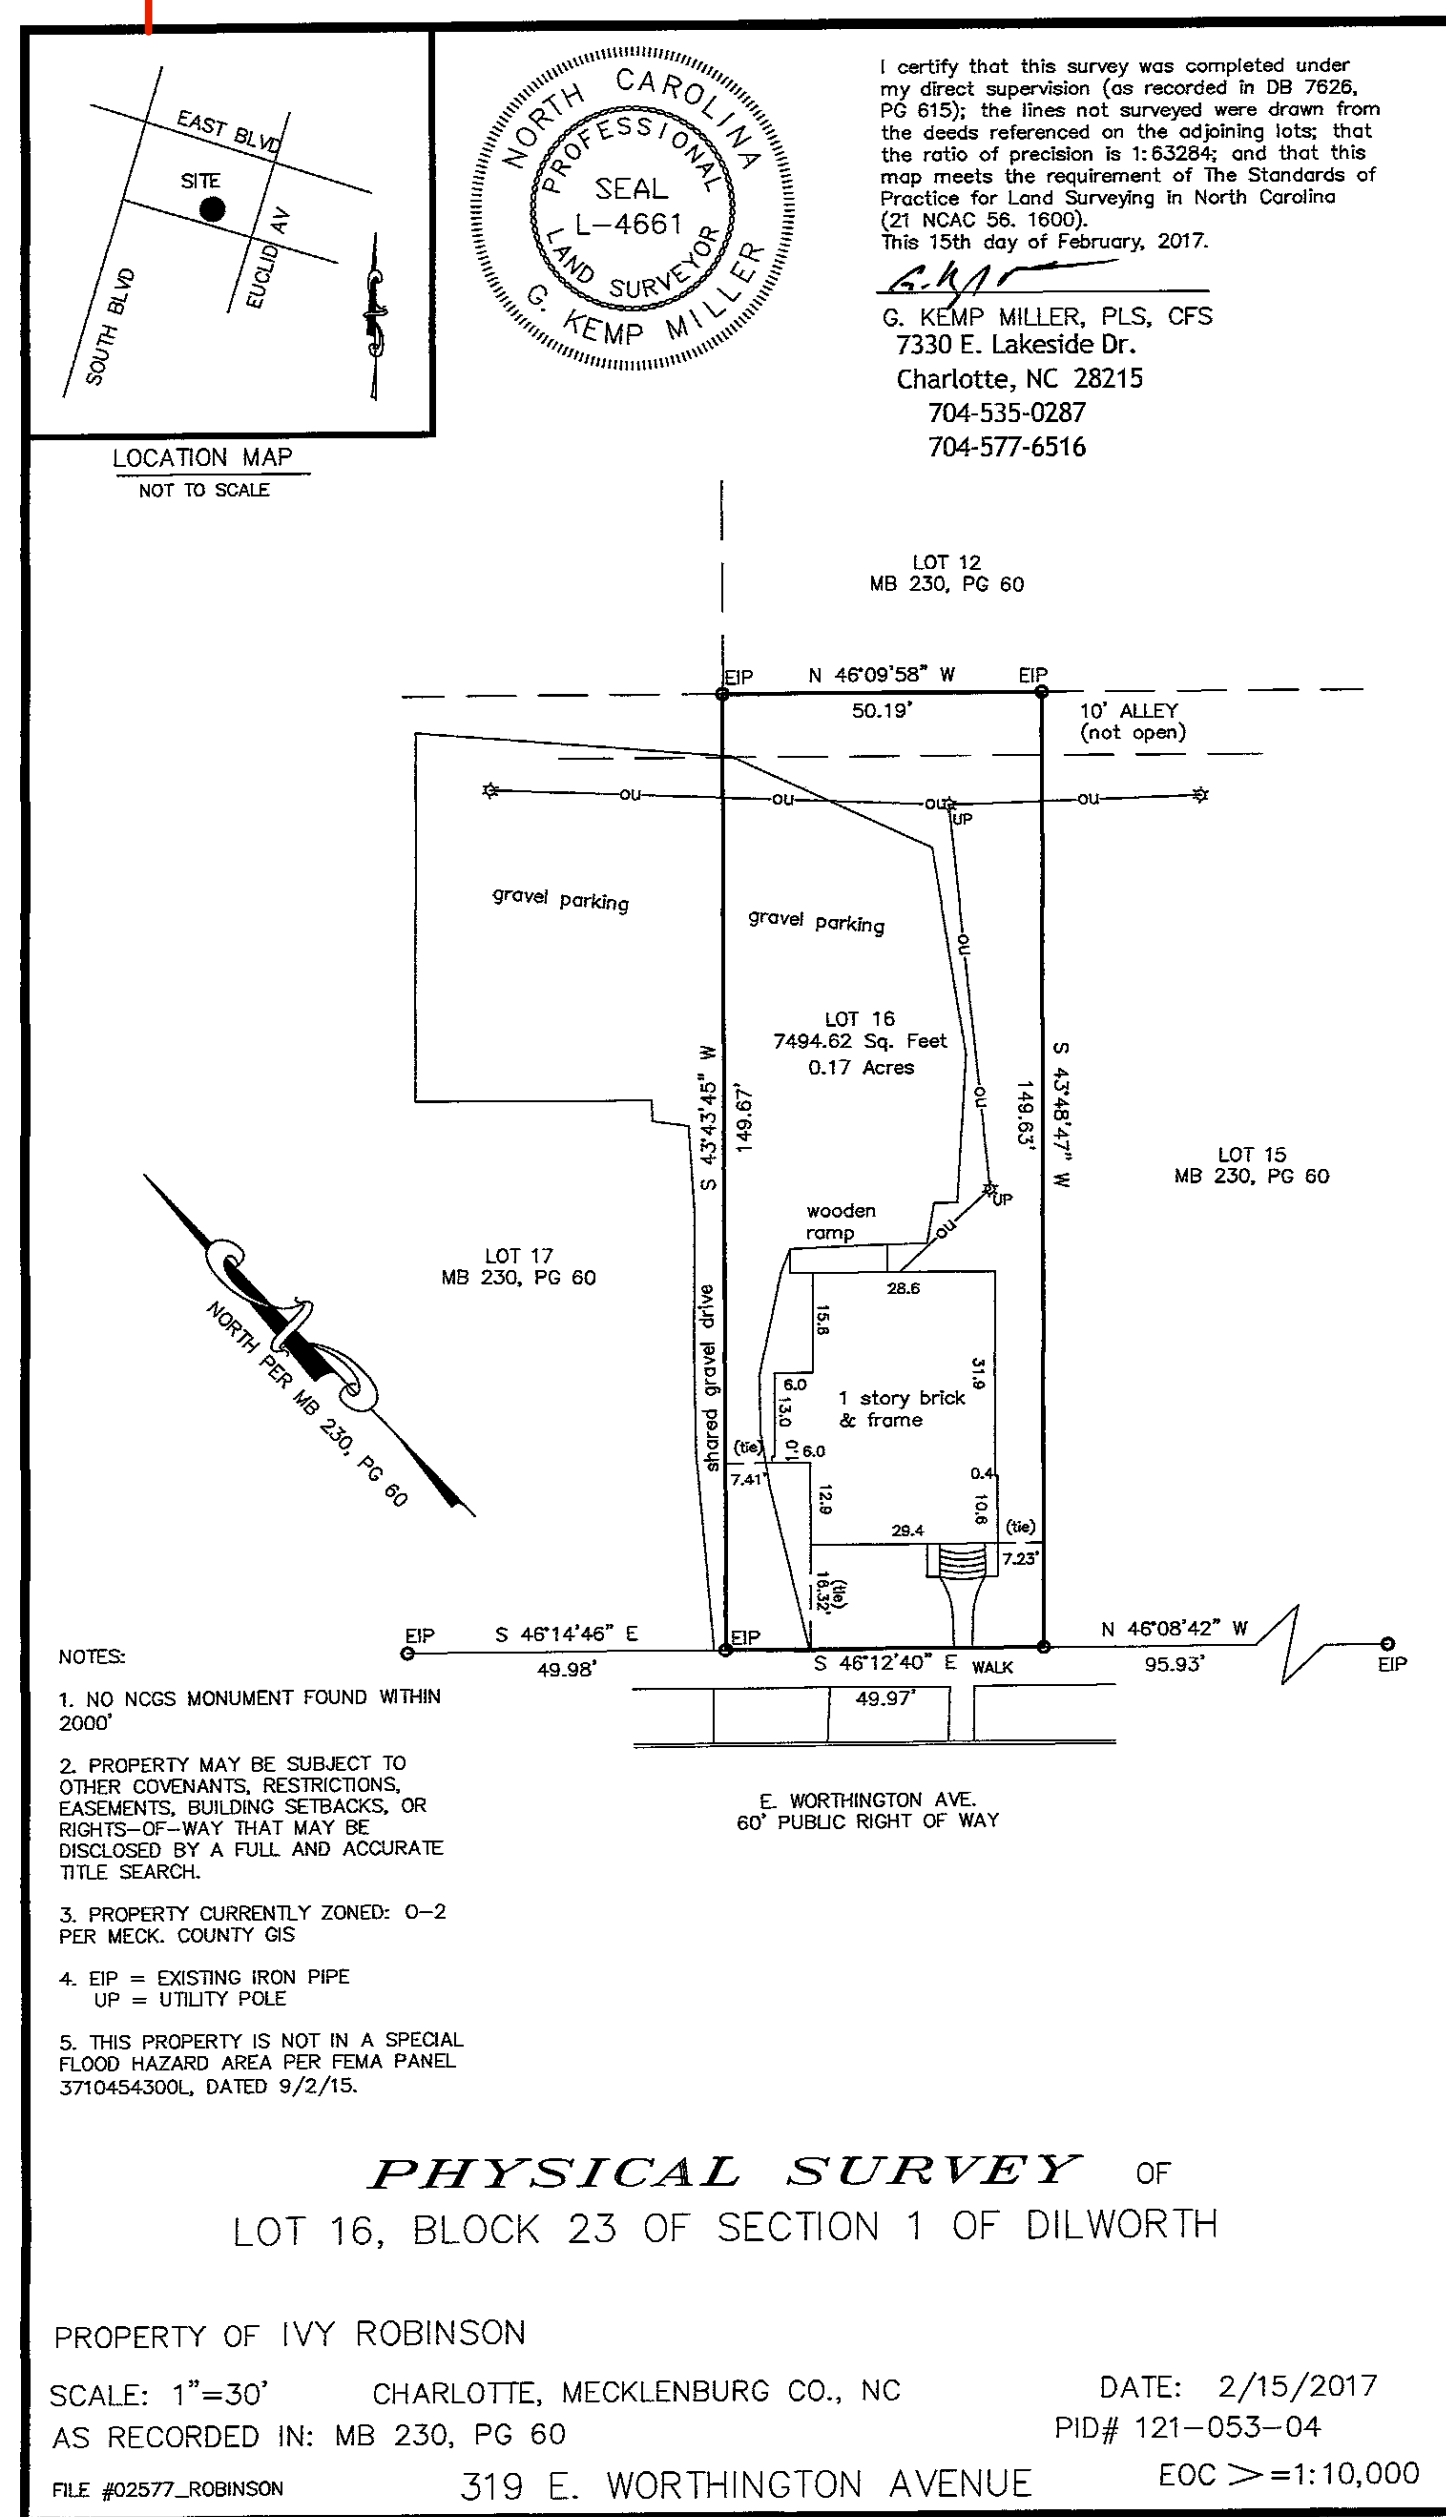 EAST BLVD
SITE
EUCLID AV
SOUTH BLVD
LOCATION MAP
NOT TO SCALE
NORTH CAROLINA
PROFESSIONAL
SEAL
L-4661
LAND SURVEYOR
G. KEMP MILLER
I certify that this survey was completed under
my direct supervision (as recorded in DB 7626,
PG 615); the lines not surveyed were drawn from
the deeds referenced on the adjoining lots; that
the ratio of precision is 1:63284; and that this
map meets the requirement of The Standards of
Practice for Land Surveying in North Carolina
(21 NCAC 56. 1600).
This 15th day of February, 2017.
G. KEMP MILLER, PLS, CFS
7330 E. Lakeside Dr.
Charlotte, NC 28215
704-535-0287
704-577-6516
LOT 12
MB 230, PG 60
EIP
N 46°09'58" W
EIP
50.19'
10' ALLEY
(not open)
ou
ou
ou
ou
UP
gravel parking
gravel parking
ou
LOT 16
7494.62 Sq. Feet
0.17 Acres
S 43°43'45" W
149.67'
ou
149.63'
S 43°48'47" W
LOT 15
MB 230, PG 60
UP
wooden
ramp
ou
LOT 17
MB 230, PG 60
NORTH PER MB 230, PG 60
shared gravel drive
28.6
15.8
31.9
6.0
13.0
1 story brick
& frame
(tie)
1.0
6.0
7.41'
0.4
12.9
10.6
29.4
(tie)
7.23'
16.32'
(tie)
EIP
S 46°14'46" E
49.98'
EIP
S 46°12'40" E
WALK
49.97'
N 46°08'42" W
95.93'
EIP
E. WORTHINGTON AVE.
60' PUBLIC RIGHT OF WAY
NOTES:
1. NO NCGS MONUMENT FOUND WITHIN
2000'
2. PROPERTY MAY BE SUBJECT TO
OTHER COVENANTS, RESTRICTIONS,
EASEMENTS, BUILDING SETBACKS, OR
RIGHTS-OF-WAY THAT MAY BE
DISCLOSED BY A FULL AND ACCURATE
TITLE SEARCH.
3. PROPERTY CURRENTLY ZONED: O-2
PER MECK. COUNTY GIS
4. EIP = EXISTING IRON PIPE
UP = UTILITY POLE
5. THIS PROPERTY IS NOT IN A SPECIAL
FLOOD HAZARD AREA PER FEMA PANEL
3710454300L, DATED 9/2/15.
PHYSICAL SURVEY OF
LOT 16, BLOCK 23 OF SECTION 1 OF DILWORTH
PROPERTY OF IVY ROBINSON
SCALE: 1"=30'
CHARLOTTE, MECKLENBURG CO., NC
DATE: 2/15/2017
AS RECORDED IN: MB 230, PG 60
PID# 121-053-04
FILE #02577_ROBINSON
319 E. WORTHINGTON AVENUE
EOC >=1:10,000